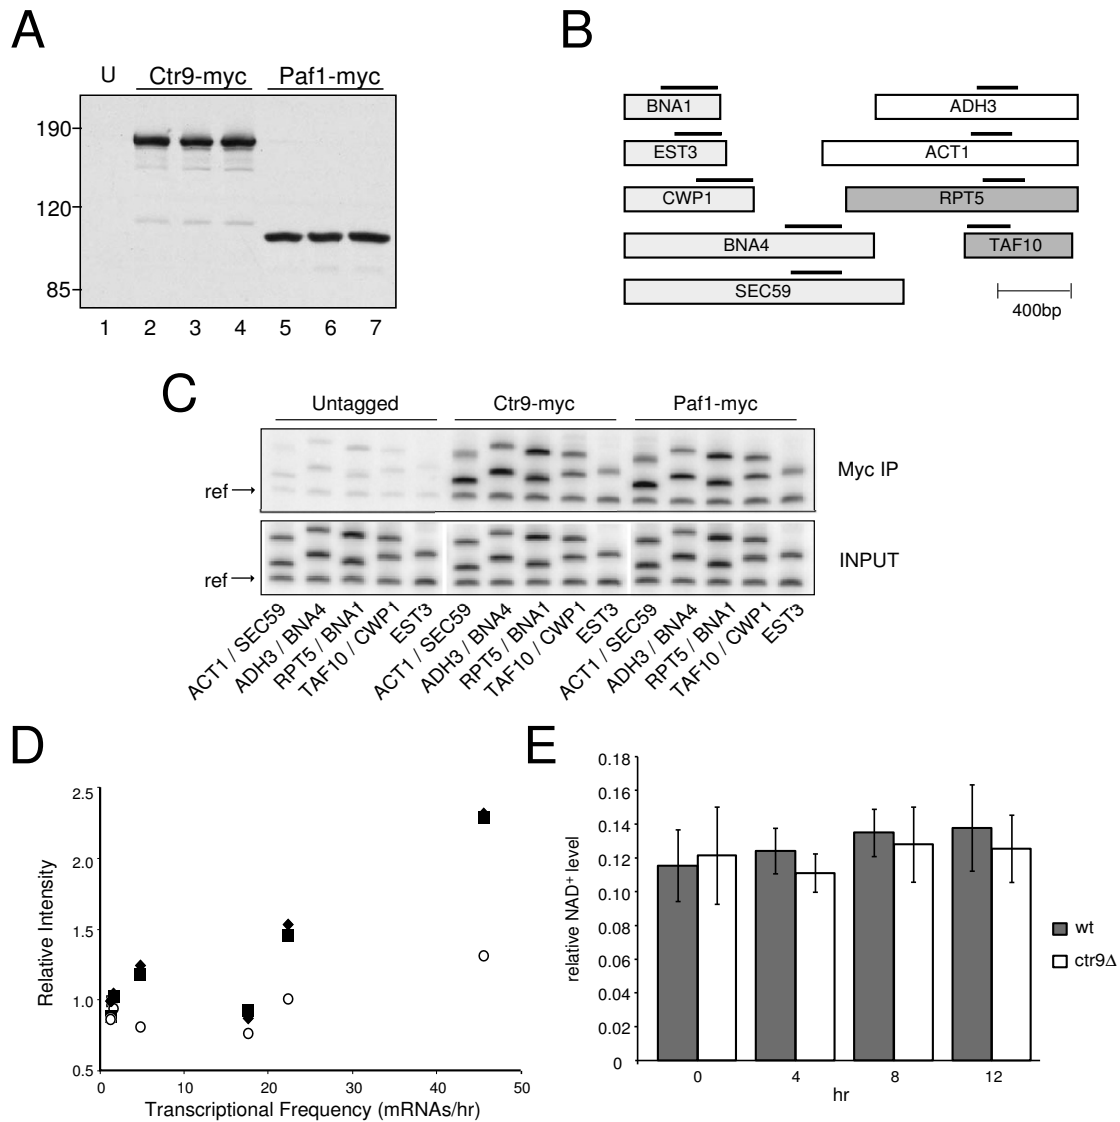 A
U Ctr9-myc Paf1-myc
190
120
85
1 2 3 4 5 6 7
B
BNA1 ADH3
EST3 ACT1
CWP1 RPT5
BNA4 TAF10
SEC59
400bp
C
Untagged Ctr9-myc Paf1-myc
ref Myc IP
ref INPUT
ACT1 / SEC59 ADH3 / BNA4 RPT5 / BNA1 TAF10 / CWP1 EST3 ACT1 / SEC59 ADH3 / BNA4 RPT5 / BNA1 TAF10 / CWP1 EST3 ACT1 / SEC59 ADH3 / BNA4 RPT5 / BNA1 TAF10 / CWP1 EST3
D
2.5
2.0
1.5
1.0
0.5
Relative Intensity
0 10 20 30 40 50
Transcriptional Frequency (mRNAs/hr)
E
0.18
0.16
0.14
0.12
0.10
0.08
0.06
0.04
0.02
0
relative NAD⁺ level
0 4 8 12
hr
wt
ctr9Δ